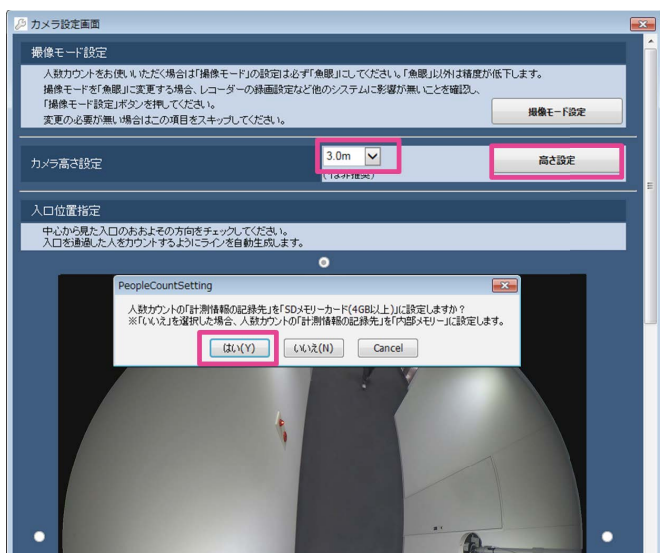 カメラ設定画面
撮像モード設定
人数カウントをお使いいただく場合は「撮像モード」の設定は必ず「魚眼」にしてください。「魚眼」以外は精度が低下します。
撮像モードを「魚眼」に変更する場合、レコーダーの録画設定など他のシステムに影響が無いことを確認し、
「撮像モード設定」ボタンを押してください。
変更の必要が無い場合はこの項目をスキップしてください。
撮像モード設定
カメラ高さ設定
3.0m
高さ設定
は非推奨)
入口位置指定
中心から見た入口のおおよその方向をチェックしてください。
入口を通過した人をカウントするようにラインを自動生成します。
PeopleCountSetting
人数カウントの「計測情報の記録先」を「SDメモリーカード(4GB以上)」に設定しますか?
※「いいえ」を選択した場合、人数カウントの「計測情報の記録先」を「内部メモリー」に設定します。
はい(Y)
いいえ(N)
Cancel